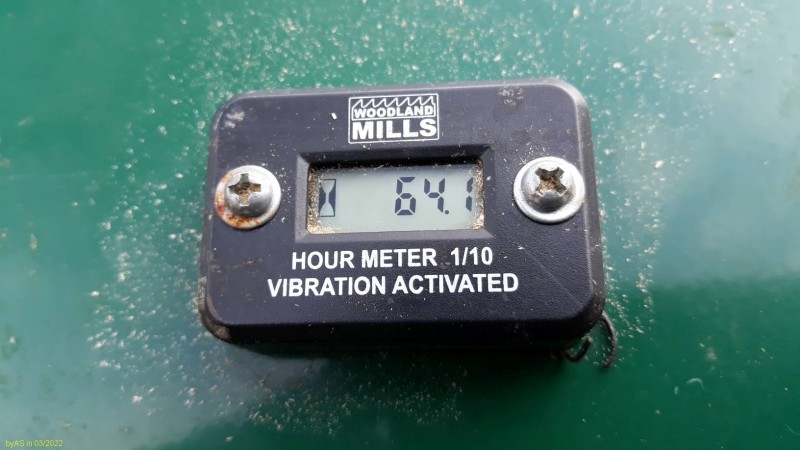 WOODLAND
MILLS
64.1
HOUR METER 1/10
VIBRATION ACTIVATED
byAS in 03/2022